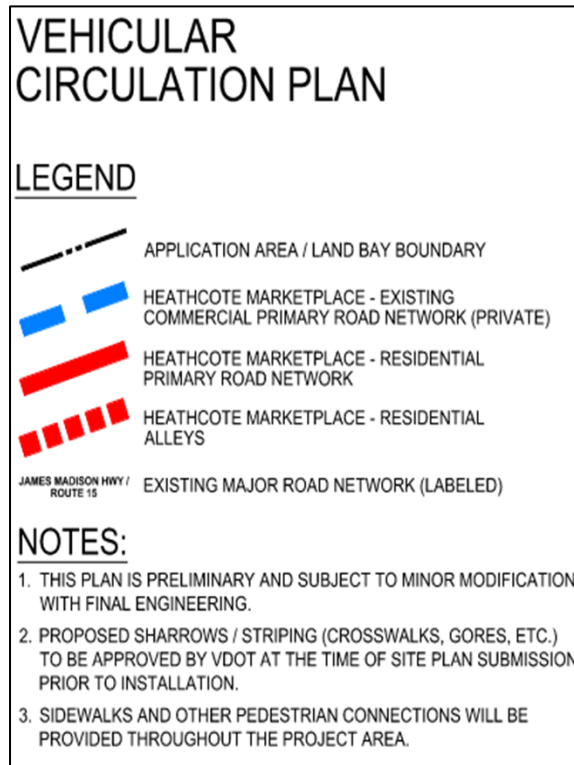 VEHICULAR
CIRCULATION PLAN
LEGEND
APPLICATION AREA / LAND BAY BOUNDARY
HEATHCOTE MARKETPLACE - EXISTING
COMMERCIAL PRIMARY ROAD NETWORK (PRIVATE)
HEATHCOTE MARKETPLACE - RESIDENTIAL
PRIMARY ROAD NETWORK
HEATHCOTE MARKETPLACE - RESIDENTIAL
ALLEYS
JAMES MADISON HWY /
ROUTE 15
EXISTING MAJOR ROAD NETWORK (LABELED)
NOTES:
1. THIS PLAN IS PRELIMINARY AND SUBJECT TO MINOR MODIFICATION
WITH FINAL ENGINEERING.
2. PROPOSED SHARROWS / STRIPING (CROSSWALKS, GORES, ETC.)
TO BE APPROVED BY VDOT AT THE TIME OF SITE PLAN SUBMISSION
PRIOR TO INSTALLATION.
3. SIDEWALKS AND OTHER PEDESTRIAN CONNECTIONS WILL BE
PROVIDED THROUGHOUT THE PROJECT AREA.